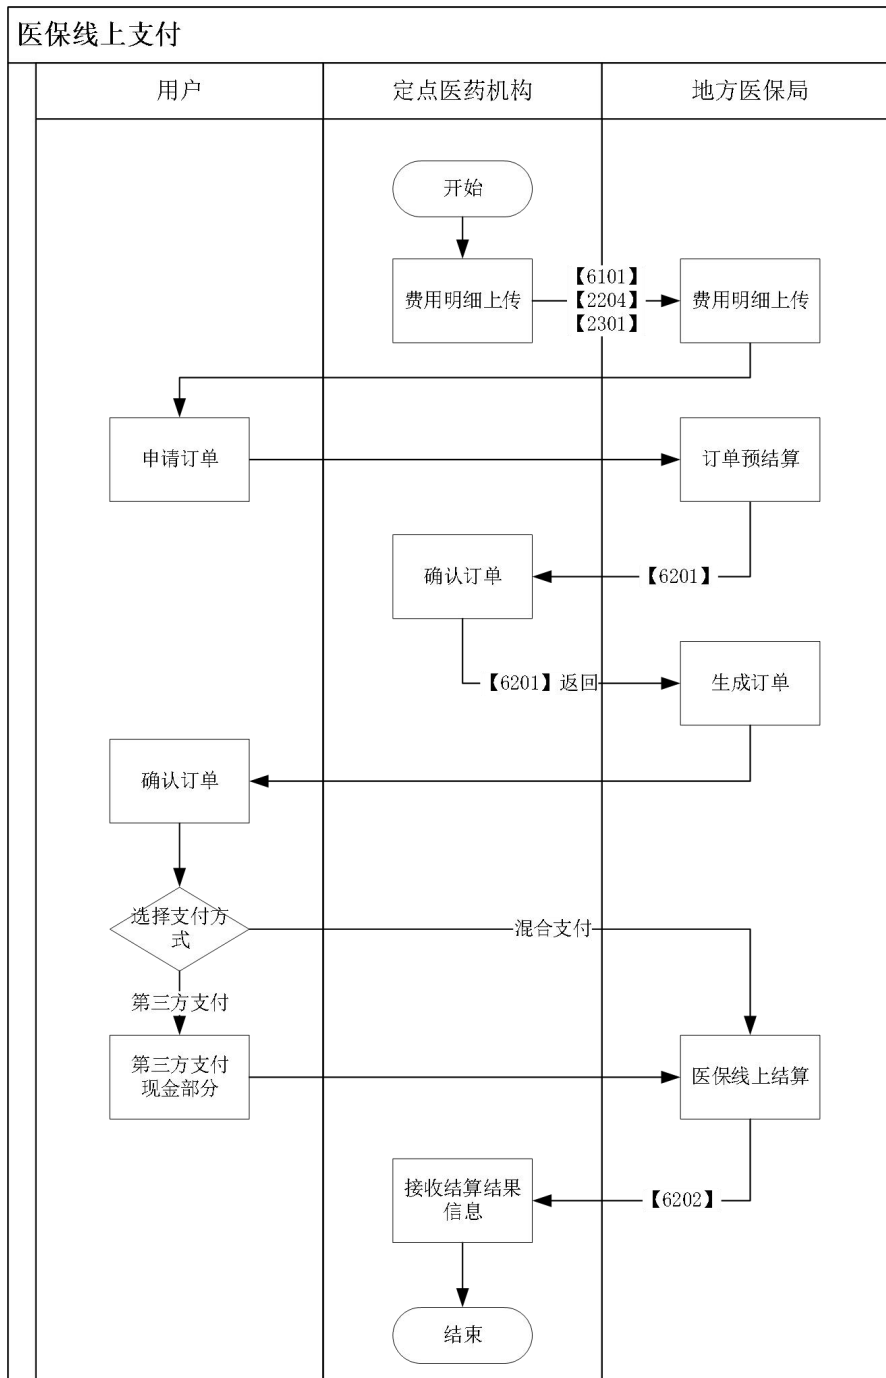 医保线上支付
用户
定点医药机构
地方医保局
开始
费用明细上传
【6101】
【2204】
【2301】
费用明细上传
申请订单
订单预结算
确认订单
【6201】
【6201】返回
生成订单
确认订单
选择支付方
式
混合支付
第三方支付
第三方支付
现金部分
医保线上结算
接收结算结果
信息
【6202】
结束